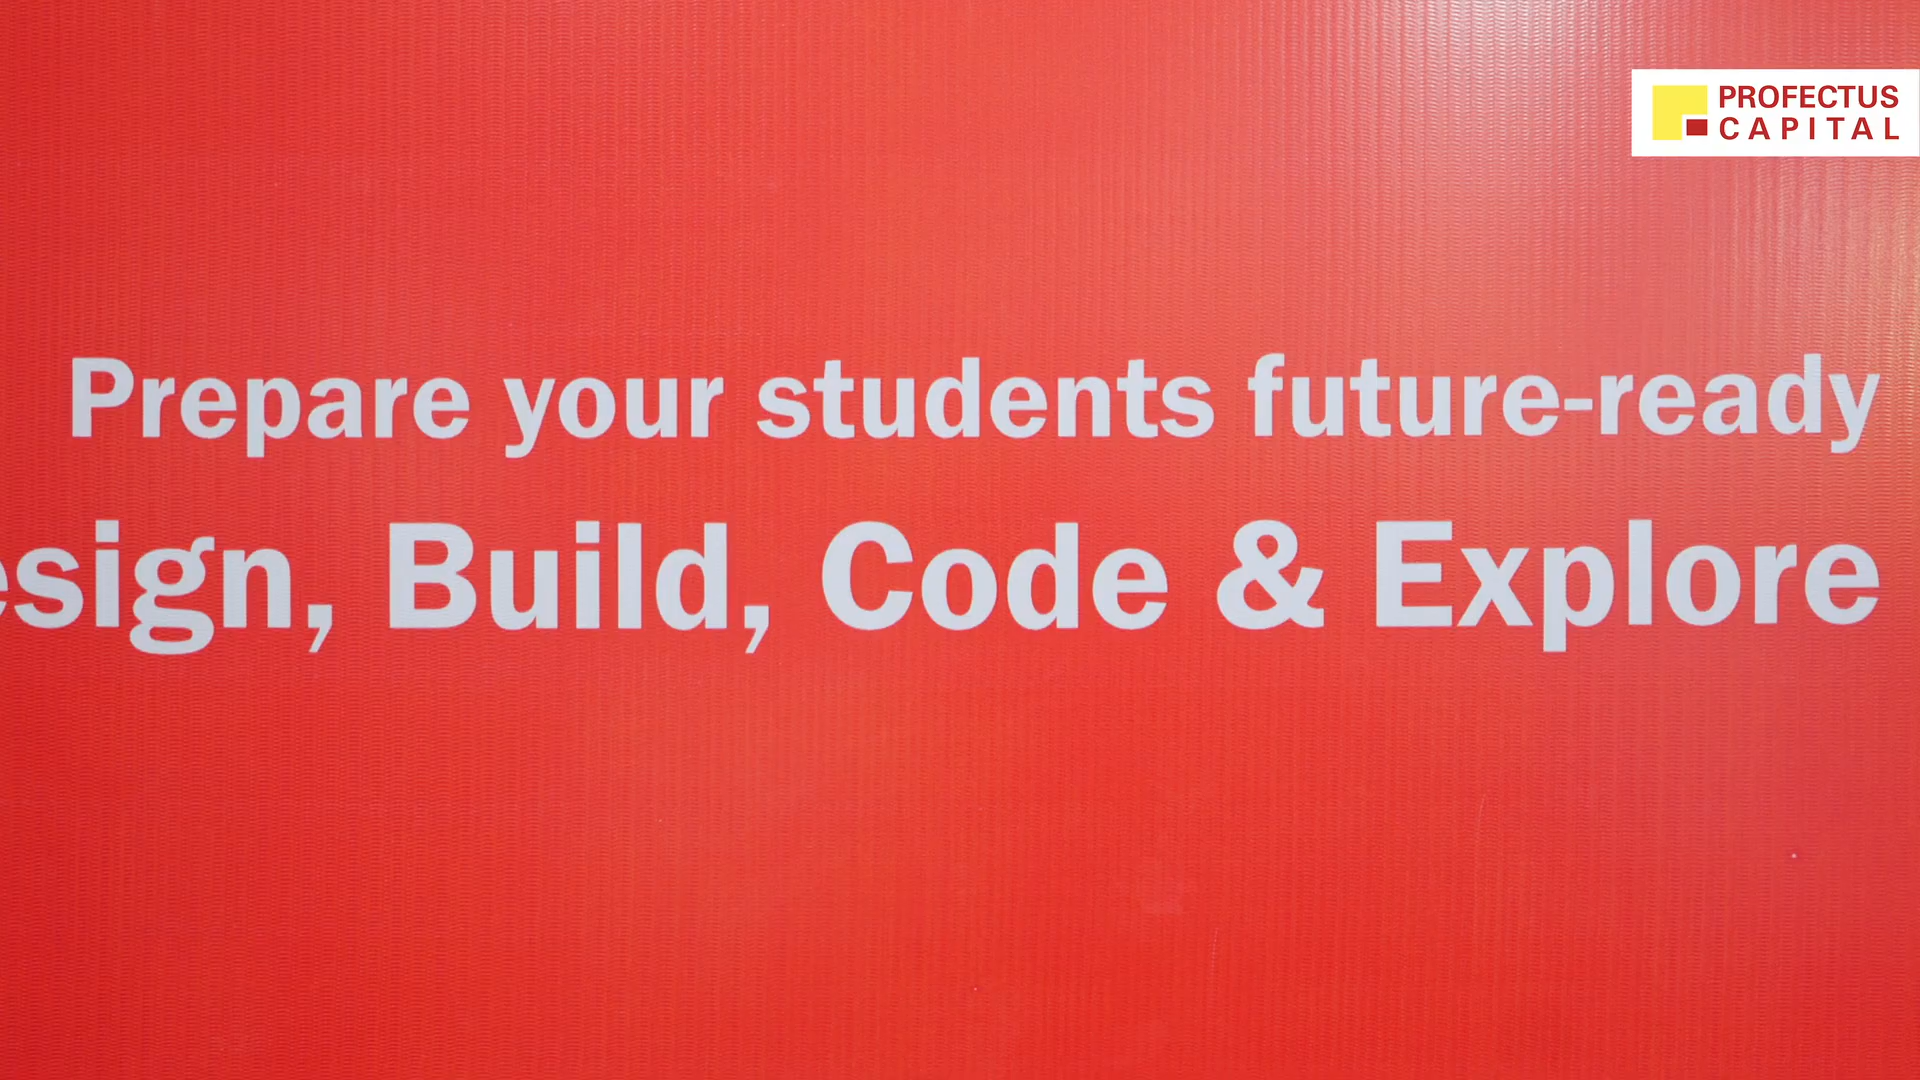 PROFECTUS
CAPITAL
Prepare your students future-ready
esign, Build, Code & Explore